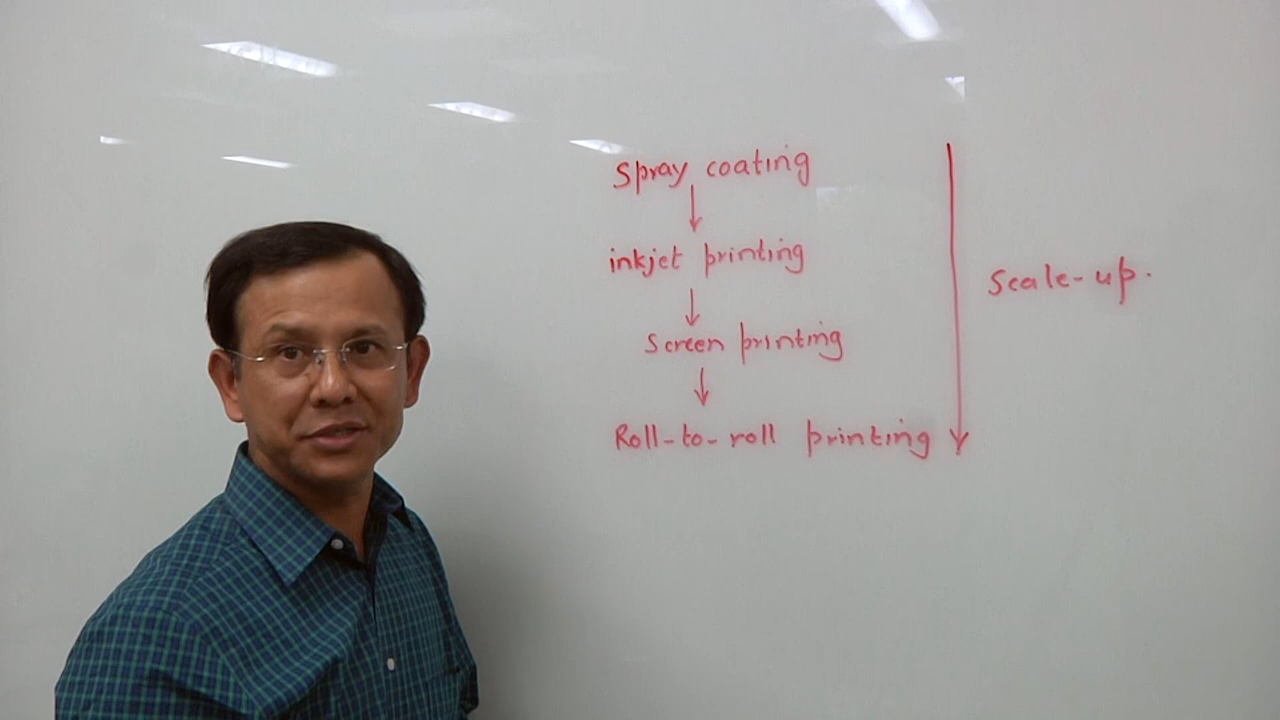 Spray coating
inkjet printing
Screen printing
Roll-to-roll printing
Scale-up.